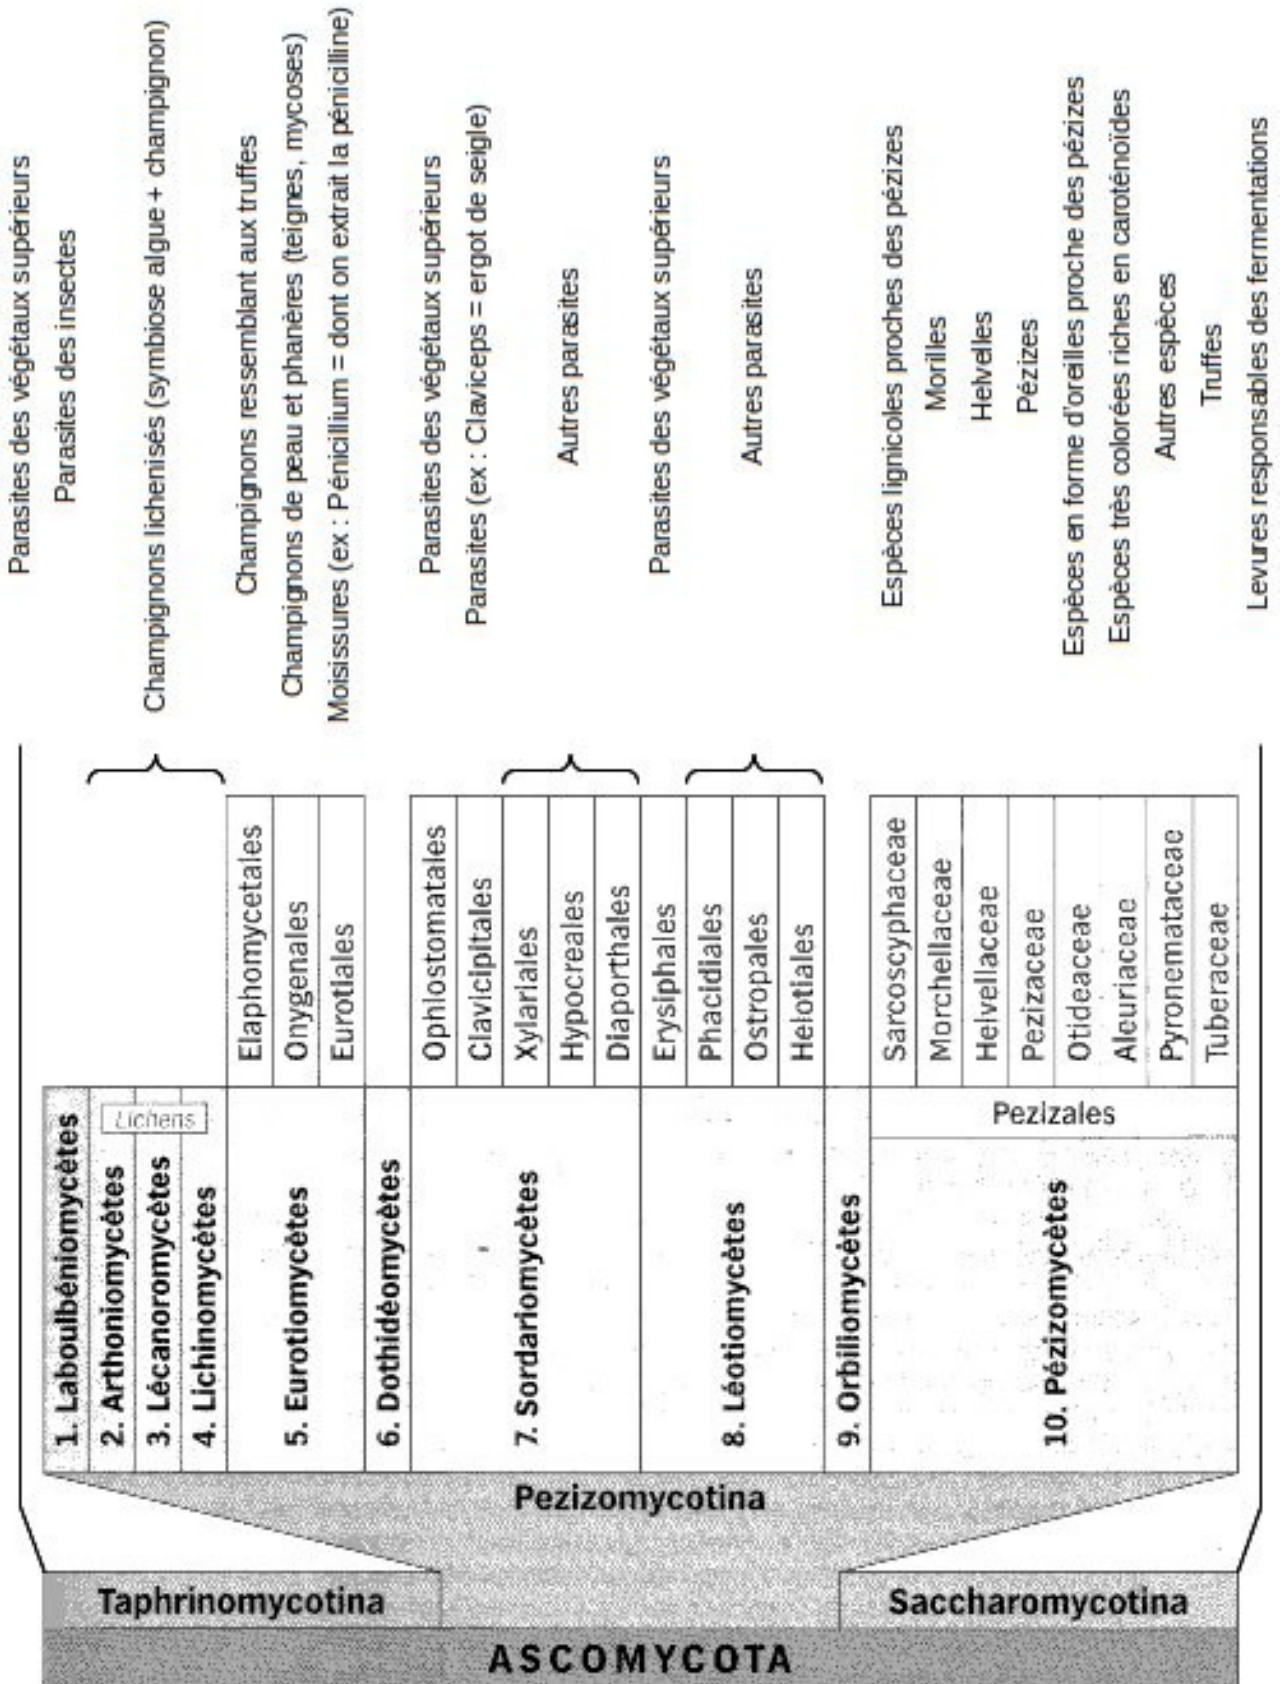 ASCOMYCOTA
Taphrinomycotina
Pezizomycotina
Saccharomycotina
Parasites des végétaux supérieurs
1. Laboulbéniomycètes
Parasites des insectes
2. Arthoniomycètes
3. Lécanoromycètes
4. Lichinomycètes
Lichens
Champignons lichenisés (symbiose algue + champignon)
5. Eurotiomycètes
Elaphomycetales
Champignons ressemblant aux truffes
Onygenales
Champignons de peau et phanères (teignes, mycoses)
Eurotiales
Moisissures (ex : Pénicillium = dont on extrait la pénicilline)
6. Dothidéomycètes
7. Sordariomycètes
Ophlostomatales
Parasites des végétaux supérieurs
Clavicipitales
Parasites (ex : Claviceps = ergot de seigle)
Xylariales
Hypocreales
Diaporthales
Autres parasites
8. Léotiomycètes
Erysiphales
Parasites des végétaux supérieurs
Phacidiales
Ostropales
Helotiales
Autres parasites
9. Orbiliomycètes
10. Pézizomycètes
Pezizales
Sarcoscyphaceae
Espèces lignicoles proches des pézizes
Morchellaceae
Morilles
Helvellaceae
Helvelles
Pezizaceae
Pézizes
Otideaceae
Espèces en forme d'oreilles proche des pézizes
Aleuriaceae
Espèces très colorées riches en caroténoïdes
Pyronemataceae
Autres espèces
Tuberaceae
Truffes
Levures responsables des fermentations